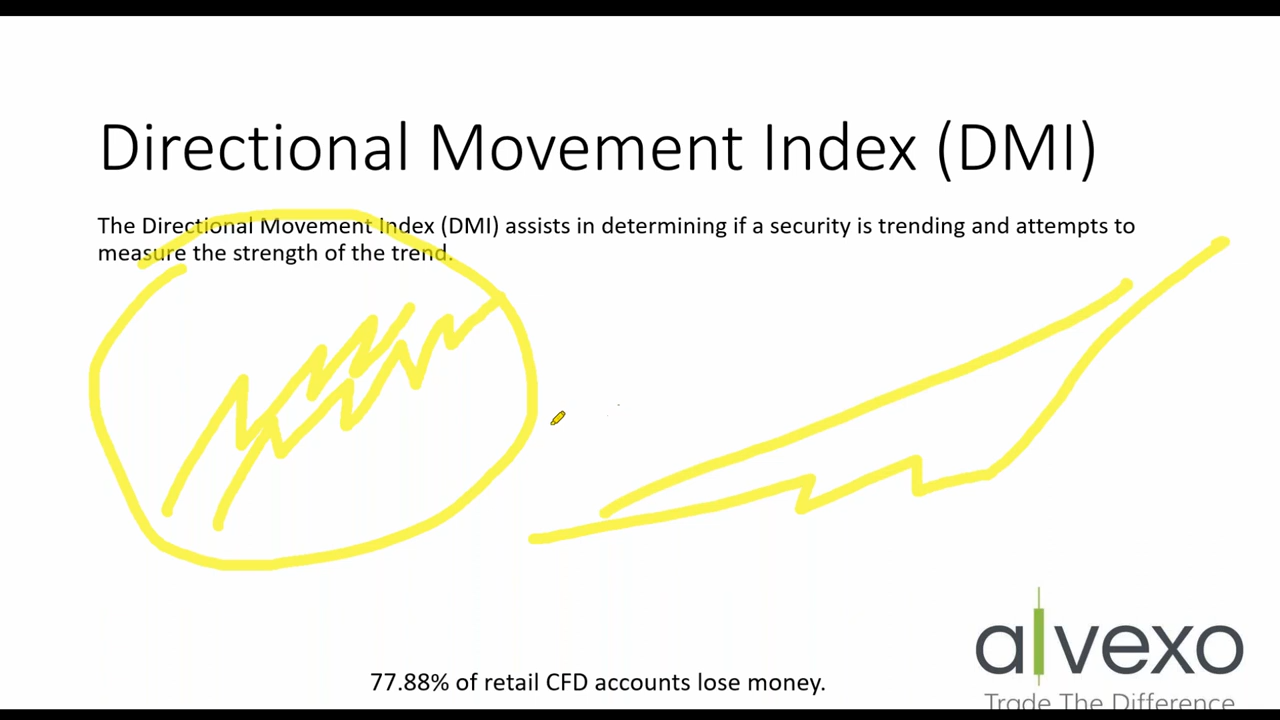 Directional Movement Index (DMI)
The Directional Movement Index (DMI) assists in determining if a security is trending and attempts to
measure the strength of the trend.
77.88% of retail CFD accounts lose money.
alvexo
Trade The Difference